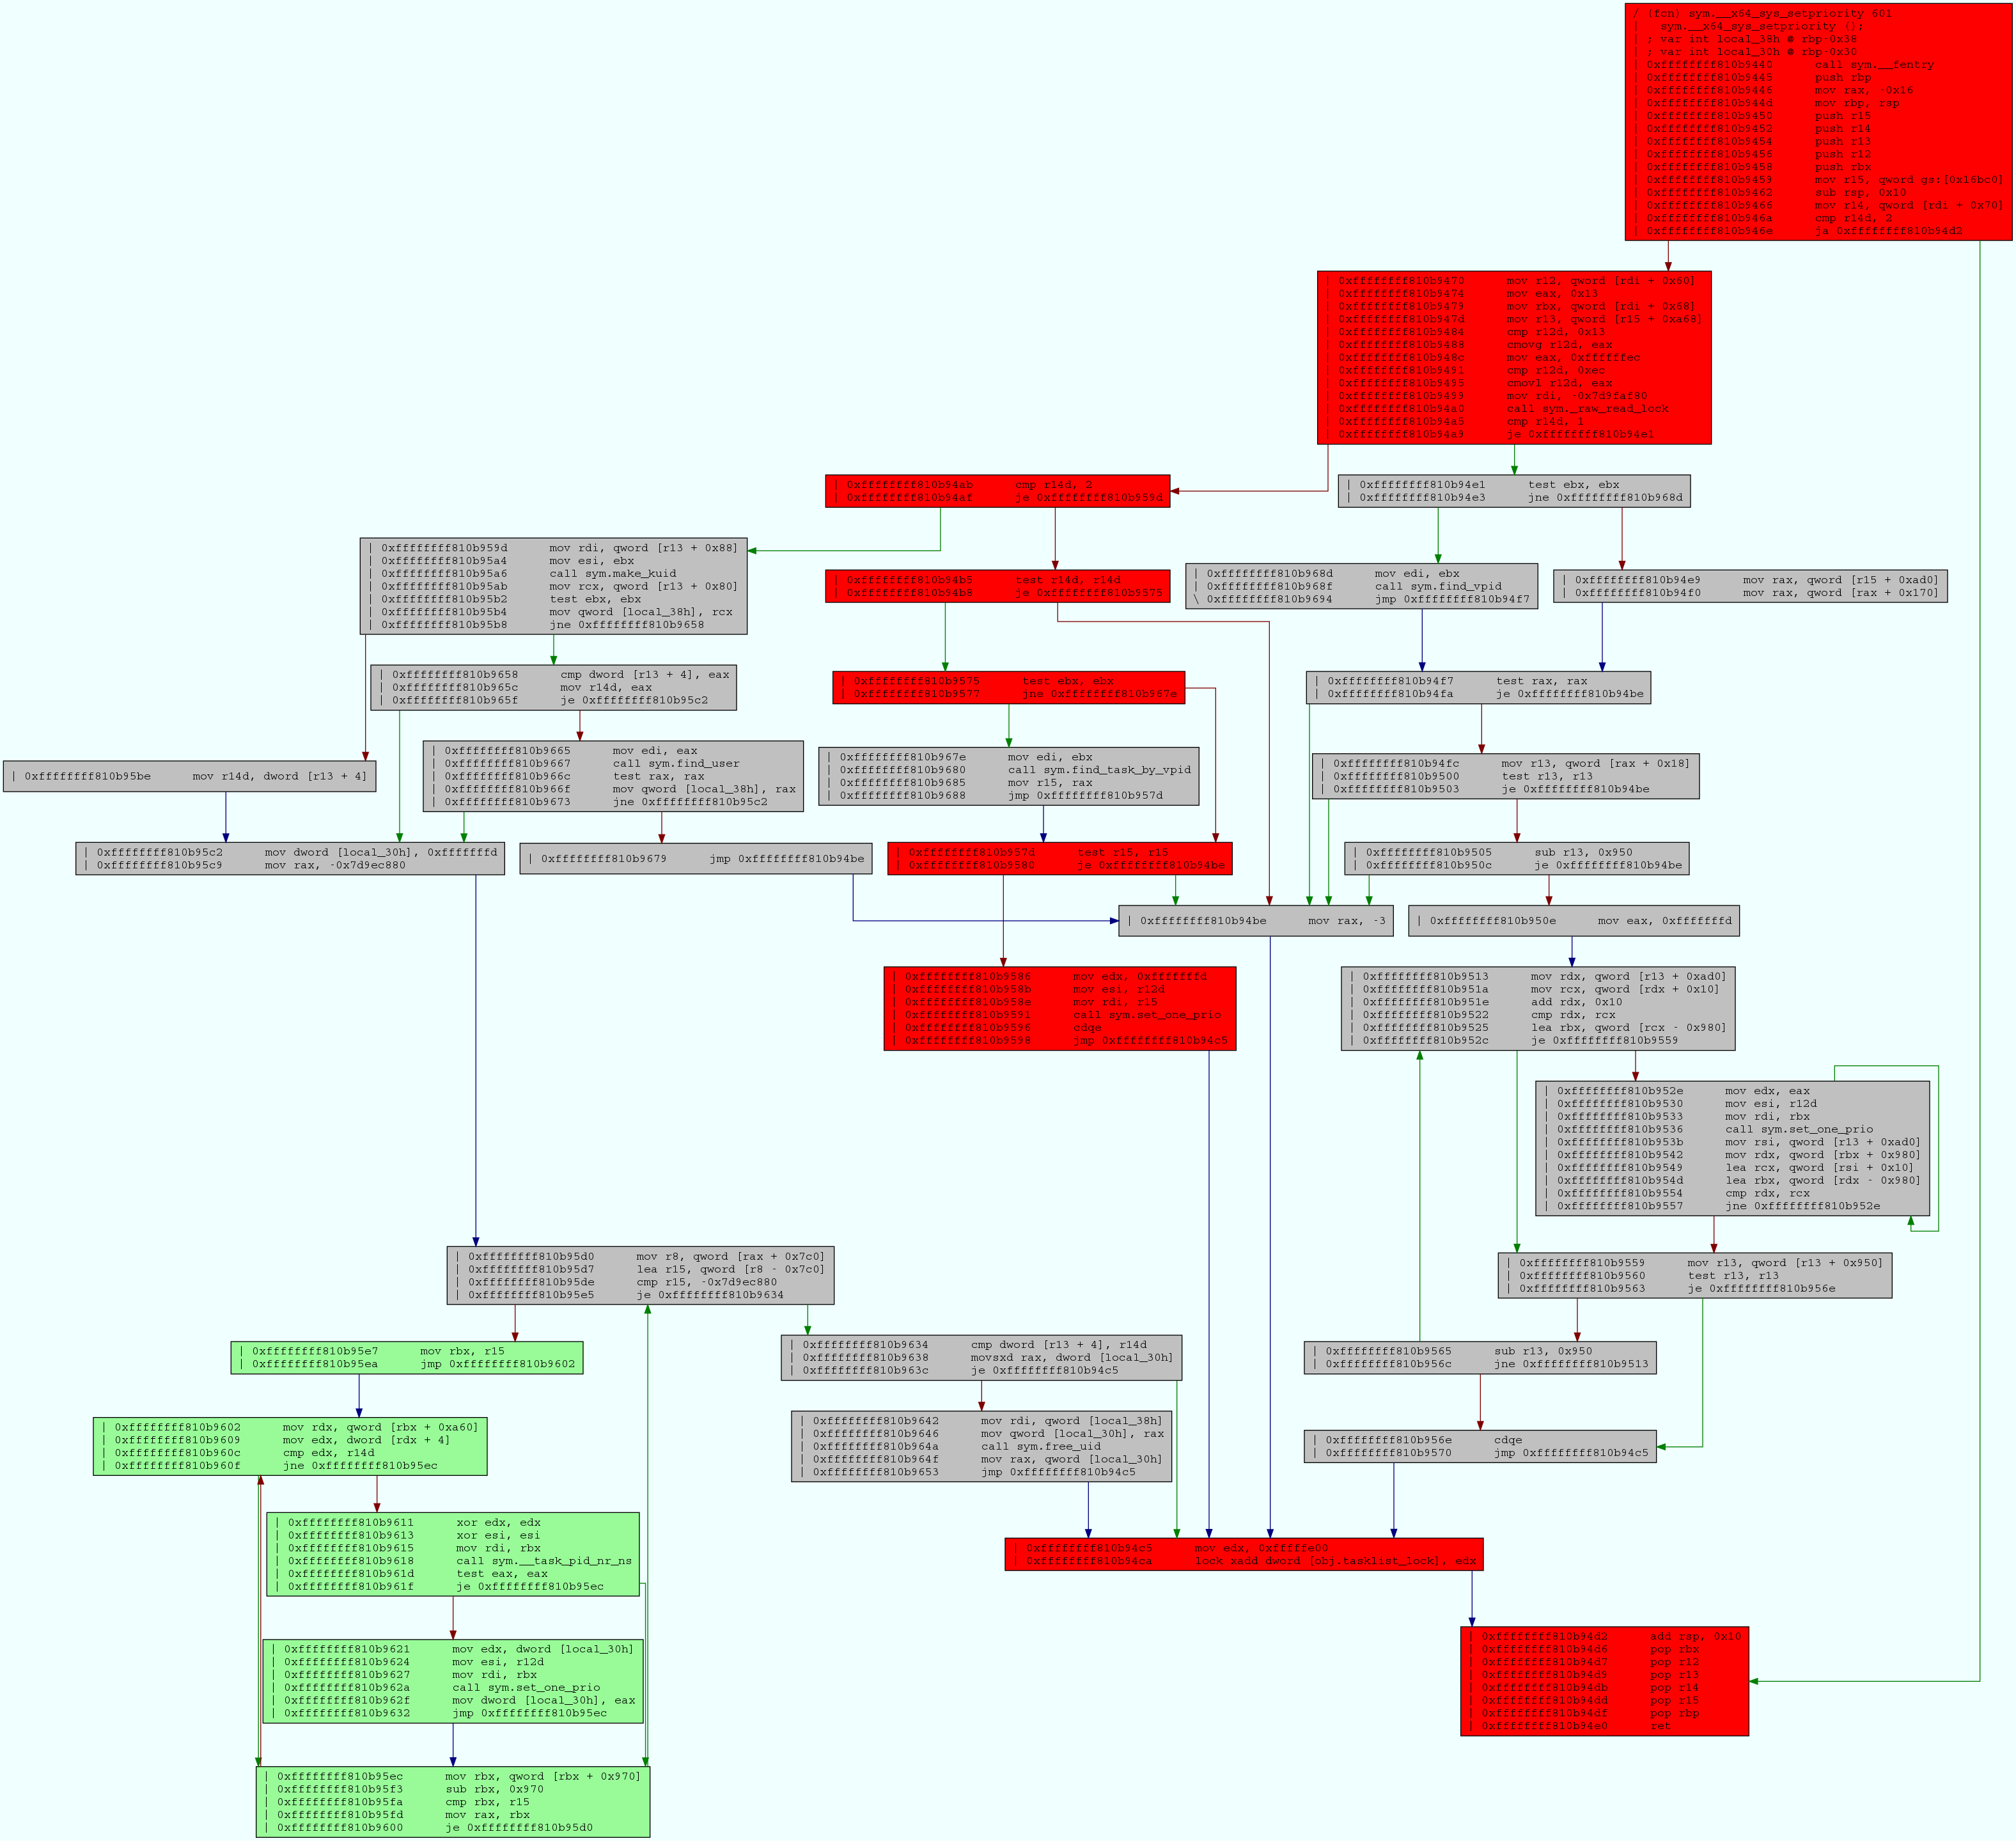 / (fcn) sym.__x64_sys_setpriority 601
|   sym.__x64_sys_setpriority ();
| ; var int local_38h @ rbp-0x38
| ; var int local_30h @ rbp-0x30
| 0xffffffff810b9440      call sym.__fentry
| 0xffffffff810b9445      push rbp
| 0xffffffff810b9446      mov rax, -0x16
| 0xffffffff810b944d      mov rbp, rsp
| 0xffffffff810b9450      push r15
| 0xffffffff810b9452      push r14
| 0xffffffff810b9454      push r13
| 0xffffffff810b9456      push r12
| 0xffffffff810b9458      push rbx
| 0xffffffff810b9459      mov r15, qword gs:[0x16bc0]
| 0xffffffff810b9462      sub rsp, 0x10
| 0xffffffff810b9466      mov r14, qword [rdi + 0x70]
| 0xffffffff810b946a      cmp r14d, 2
| 0xffffffff810b946e      ja 0xffffffff810b94d2
| 0xffffffff810b9470      mov r12, qword [rdi + 0x60]
| 0xffffffff810b9474      mov eax, 0x13
| 0xffffffff810b9479      mov rbx, qword [rdi + 0x68]
| 0xffffffff810b947d      mov r13, qword [r15 + 0xa68]
| 0xffffffff810b9484      cmp r12d, 0x13
| 0xffffffff810b9488      cmovg r12d, eax
| 0xffffffff810b948c      mov eax, 0xffffffec
| 0xffffffff810b9491      cmp r12d, 0xec
| 0xffffffff810b9495      cmovl r12d, eax
| 0xffffffff810b9499      mov rdi, -0x7d9faf80
| 0xffffffff810b94a0      call sym._raw_read_lock
| 0xffffffff810b94a5      cmp r14d, 1
| 0xffffffff810b94a9      je 0xffffffff810b94e1
| 0xffffffff810b94ab      cmp r14d, 2
| 0xffffffff810b94af      je 0xffffffff810b959d
| 0xffffffff810b94e1      test ebx, ebx
| 0xffffffff810b94e3      jne 0xffffffff810b968d
| 0xffffffff810b959d      mov rdi, qword [r13 + 0x88]
| 0xffffffff810b95a4      mov esi, ebx
| 0xffffffff810b95a6      call sym.make_kuid
| 0xffffffff810b95ab      mov rcx, qword [r13 + 0x80]
| 0xffffffff810b95b2      test ebx, ebx
| 0xffffffff810b95b4      mov qword [local_38h], rcx
| 0xffffffff810b95b8      jne 0xffffffff810b9658
| 0xffffffff810b94b5      test r14d, r14d
| 0xffffffff810b94b8      je 0xffffffff810b9575
| 0xffffffff810b968d      mov edi, ebx
| 0xffffffff810b968f      call sym.find_vpid
\ 0xffffffff810b9694      jmp 0xffffffff810b94f7
| 0xffffffff810b94e9      mov rax, qword [r15 + 0xad0]
| 0xffffffff810b94f0      mov rax, qword [rax + 0x170]
| 0xffffffff810b9658      cmp dword [r13 + 4], eax
| 0xffffffff810b965c      mov r14d, eax
| 0xffffffff810b965f      je 0xffffffff810b95c2
| 0xffffffff810b9575      test ebx, ebx
| 0xffffffff810b9577      jne 0xffffffff810b967e
| 0xffffffff810b94f7      test rax, rax
| 0xffffffff810b94fa      je 0xffffffff810b94be
| 0xffffffff810b95be      mov r14d, dword [r13 + 4]
| 0xffffffff810b9665      mov edi, eax
| 0xffffffff810b9667      call sym.find_user
| 0xffffffff810b966c      test rax, rax
| 0xffffffff810b966f      mov qword [local_38h], rax
| 0xffffffff810b9673      jne 0xffffffff810b95c2
| 0xffffffff810b967e      mov edi, ebx
| 0xffffffff810b9680      call sym.find_task_by_vpid
| 0xffffffff810b9685      mov r15, rax
| 0xffffffff810b9688      jmp 0xffffffff810b957d
| 0xffffffff810b94fc      mov r13, qword [rax + 0x18]
| 0xffffffff810b9500      test r13, r13
| 0xffffffff810b9503      je 0xffffffff810b94be
| 0xffffffff810b95c2      mov dword [local_30h], 0xfffffffd
| 0xffffffff810b95c9      mov rax, -0x7d9ec880
| 0xffffffff810b9679      jmp 0xffffffff810b94be
| 0xffffffff810b957d      test r15, r15
| 0xffffffff810b9580      je 0xffffffff810b94be
| 0xffffffff810b9505      sub r13, 0x950
| 0xffffffff810b950c      je 0xffffffff810b94be
| 0xffffffff810b94be      mov rax, -3
| 0xffffffff810b950e      mov eax, 0xfffffffd
| 0xffffffff810b9586      mov edx, 0xfffffffd
| 0xffffffff810b958b      mov esi, r12d
| 0xffffffff810b958e      mov rdi, r15
| 0xffffffff810b9591      call sym.set_one_prio
| 0xffffffff810b9596      cdqe
| 0xffffffff810b9598      jmp 0xffffffff810b94c5
| 0xffffffff810b9513      mov rdx, qword [r13 + 0xad0]
| 0xffffffff810b951a      mov rcx, qword [rdx + 0x10]
| 0xffffffff810b951e      add rdx, 0x10
| 0xffffffff810b9522      cmp rdx, rcx
| 0xffffffff810b9525      lea rbx, qword [rcx - 0x980]
| 0xffffffff810b952c      je 0xffffffff810b9559
| 0xffffffff810b952e      mov edx, eax
| 0xffffffff810b9530      mov esi, r12d
| 0xffffffff810b9533      mov rdi, rbx
| 0xffffffff810b9536      call sym.set_one_prio
| 0xffffffff810b953b      mov rsi, qword [r13 + 0xad0]
| 0xffffffff810b9542      mov rdx, qword [rbx + 0x980]
| 0xffffffff810b9549      lea rcx, qword [rsi + 0x10]
| 0xffffffff810b954d      lea rbx, qword [rdx - 0x980]
| 0xffffffff810b9554      cmp rdx, rcx
| 0xffffffff810b9557      jne 0xffffffff810b952e
| 0xffffffff810b95d0      mov r8, qword [rax + 0x7c0]
| 0xffffffff810b95d7      lea r15, qword [r8 - 0x7c0]
| 0xffffffff810b95de      cmp r15, -0x7d9ec880
| 0xffffffff810b95e5      je 0xffffffff810b9634
| 0xffffffff810b9559      mov r13, qword [r13 + 0x950]
| 0xffffffff810b9560      test r13, r13
| 0xffffffff810b9563      je 0xffffffff810b956e
| 0xffffffff810b95e7      mov rbx, r15
| 0xffffffff810b95ea      jmp 0xffffffff810b9602
| 0xffffffff810b9634      cmp dword [r13 + 4], r14d
| 0xffffffff810b9638      movsxd rax, dword [local_30h]
| 0xffffffff810b963c      je 0xffffffff810b94c5
| 0xffffffff810b9565      sub r13, 0x950
| 0xffffffff810b956c      jne 0xffffffff810b9513
| 0xffffffff810b9602      mov rdx, qword [rbx + 0xa60]
| 0xffffffff810b9609      mov edx, dword [rdx + 4]
| 0xffffffff810b960c      cmp edx, r14d
| 0xffffffff810b960f      jne 0xffffffff810b95ec
| 0xffffffff810b9642      mov rdi, qword [local_38h]
| 0xffffffff810b9646      mov qword [local_30h], rax
| 0xffffffff810b964a      call sym.free_uid
| 0xffffffff810b964f      mov rax, qword [local_30h]
| 0xffffffff810b9653      jmp 0xffffffff810b94c5
| 0xffffffff810b956e      cdqe
| 0xffffffff810b9570      jmp 0xffffffff810b94c5
| 0xffffffff810b9611      xor edx, edx
| 0xffffffff810b9613      xor esi, esi
| 0xffffffff810b9615      mov rdi, rbx
| 0xffffffff810b9618      call sym.__task_pid_nr_ns
| 0xffffffff810b961d      test eax, eax
| 0xffffffff810b961f      je 0xffffffff810b95ec
| 0xffffffff810b94c5      mov edx, 0xfffffe00
| 0xffffffff810b94ca      lock xadd dword [obj.tasklist_lock], edx
| 0xffffffff810b9621      mov edx, dword [local_30h]
| 0xffffffff810b9624      mov esi, r12d
| 0xffffffff810b9627      mov rdi, rbx
| 0xffffffff810b962a      call sym.set_one_prio
| 0xffffffff810b962f      mov dword [local_30h], eax
| 0xffffffff810b9632      jmp 0xffffffff810b95ec
| 0xffffffff810b94d2      add rsp, 0x10
| 0xffffffff810b94d6      pop rbx
| 0xffffffff810b94d7      pop r12
| 0xffffffff810b94d9      pop r13
| 0xffffffff810b94db      pop r14
| 0xffffffff810b94dd      pop r15
| 0xffffffff810b94df      pop rbp
| 0xffffffff810b94e0      ret
| 0xffffffff810b95ec      mov rbx, qword [rbx + 0x970]
| 0xffffffff810b95f3      sub rbx, 0x970
| 0xffffffff810b95fa      cmp rbx, r15
| 0xffffffff810b95fd      mov rax, rbx
| 0xffffffff810b9600      je 0xffffffff810b95d0